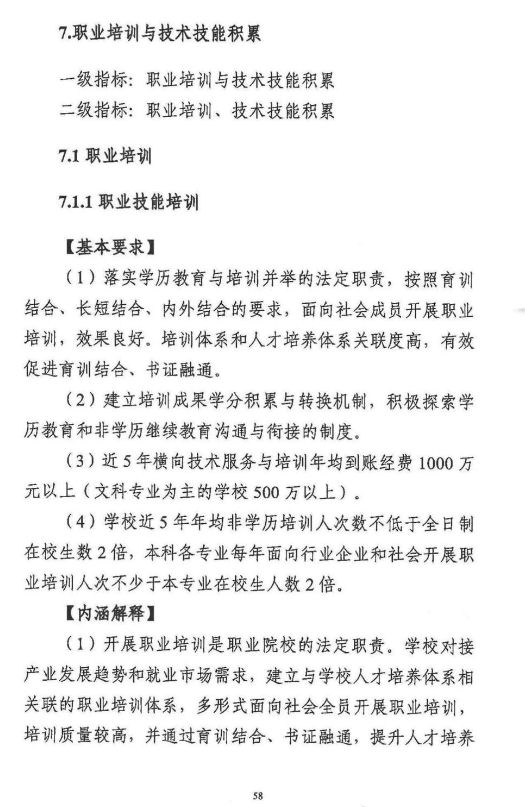 7.职业培训与技术技能积累
一级指标：职业培训与技术技能积累
二级指标：职业培训、技术技能积累
7.1 职业培训
7.1.1 职业技能培训
【基本要求】
（1）落实学历教育与培训并举的法定职责，按照育训
结合、长短结合、内外结合的要求，面向社会成员开展职业
培训，效果良好。培训体系和人才培养体系关联度高，有效
促进育训结合、书证融通。
（2）建立培训成果学分积累与转换机制，积极探索学
历教育和非学历继续教育沟通与衔接的制度。
（3）近 5 年横向技术服务与培训年均到账经费 1000 万
元以上（文科专业为主的学校 500 万以上）。
（4）学校近 5 年年均非学历培训人次数不低于全日制
在校生数 2 倍，本科各专业每年面向行业企业和社会开展职
业培训人次不少于本专业在校生人数 2 倍。
【内涵解释】
（1）开展职业培训是职业院校的法定职责。学校对接
产业发展趋势和就业市场需求，建立与学校人才培养体系相
关联的职业培训体系，多形式面向社会全员开展职业培训，
培训质量较高，并通过育训结合、书证融通，提升人才培养
58